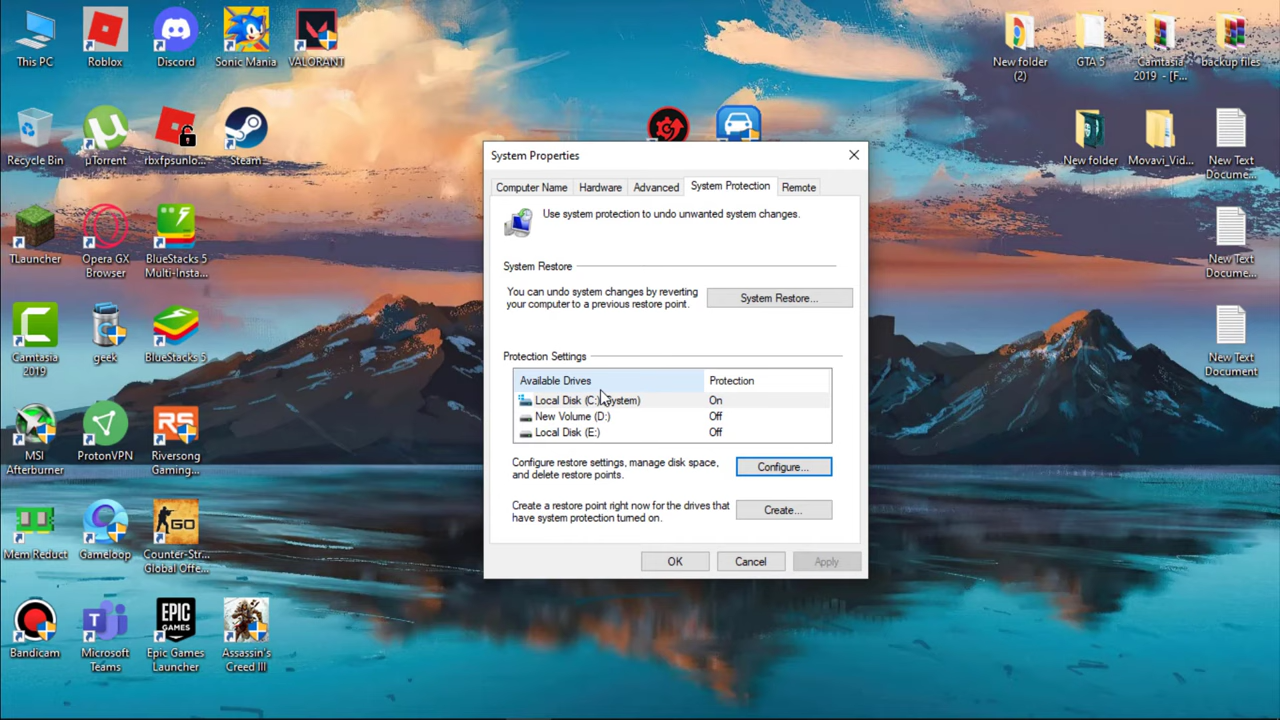 This PC
Roblox
Discord
Sonic Mania
VALORANT
New folder
(2)
GTA 5
Camtasia
2019 - [F...
backup files
Recycle Bin
µTorrent
rbxfpsunlo...
Steam
New folder
Movavi_Vid...
New Text
Docume...
TLauncher
Opera GX
Browser
BlueStacks 5
Multi-Insta...
New Text
Docume...
Camtasia
2019
geek
BlueStacks 5
New Text
Document
MSI
Afterburner
ProtonVPN
Riversong
Gaming...
Mem Reduct
Gameloop
Counter-Str...
Global Offe...
Bandicam
Microsoft
Teams
Epic Games
Launcher
Assassin's
Creed III
System Properties
Computer Name
Hardware
Advanced
System Protection
Remote
Use system protection to undo unwanted system changes.
System Restore
You can undo system changes by reverting
your computer to a previous restore point.
System Restore...
Protection Settings
Available Drives Protection
Local Disk (C:) (System) On
New Volume (D:) Off
Local Disk (E:) Off
Configure restore settings, manage disk space,
and delete restore points.
Configure...
Create a restore point right now for the drives that
have system protection turned on.
Create...
OK
Cancel
Apply